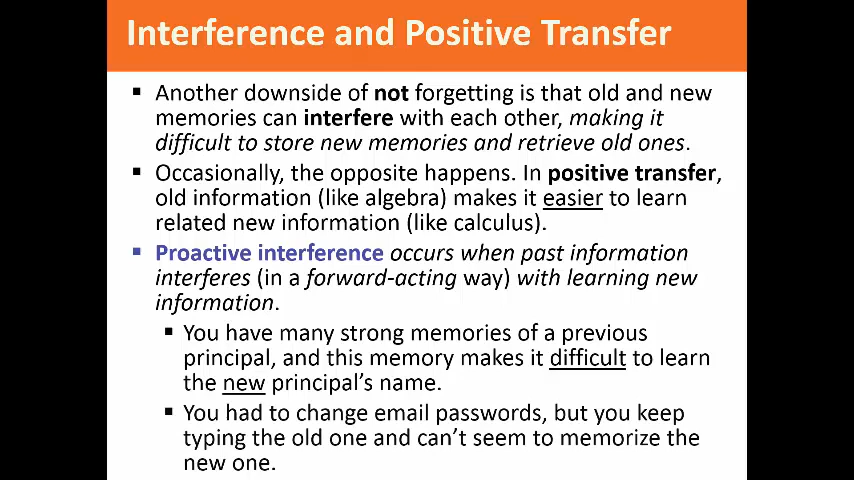 Interference and Positive Transfer
▪ Another downside of not forgetting is that old and new
memories can interfere with each other, making it
difficult to store new memories and retrieve old ones.
▪ Occasionally, the opposite happens. In positive transfer,
old information (like algebra) makes it easier to learn
related new information (like calculus).
▪ Proactive interference occurs when past information
interferes (in a forward-acting way) with learning new
information.
▪ You have many strong memories of a previous
principal, and this memory makes it difficult to learn
the new principal’s name.
▪ You had to change email passwords, but you keep
typing the old one and can’t seem to memorize the
new one.